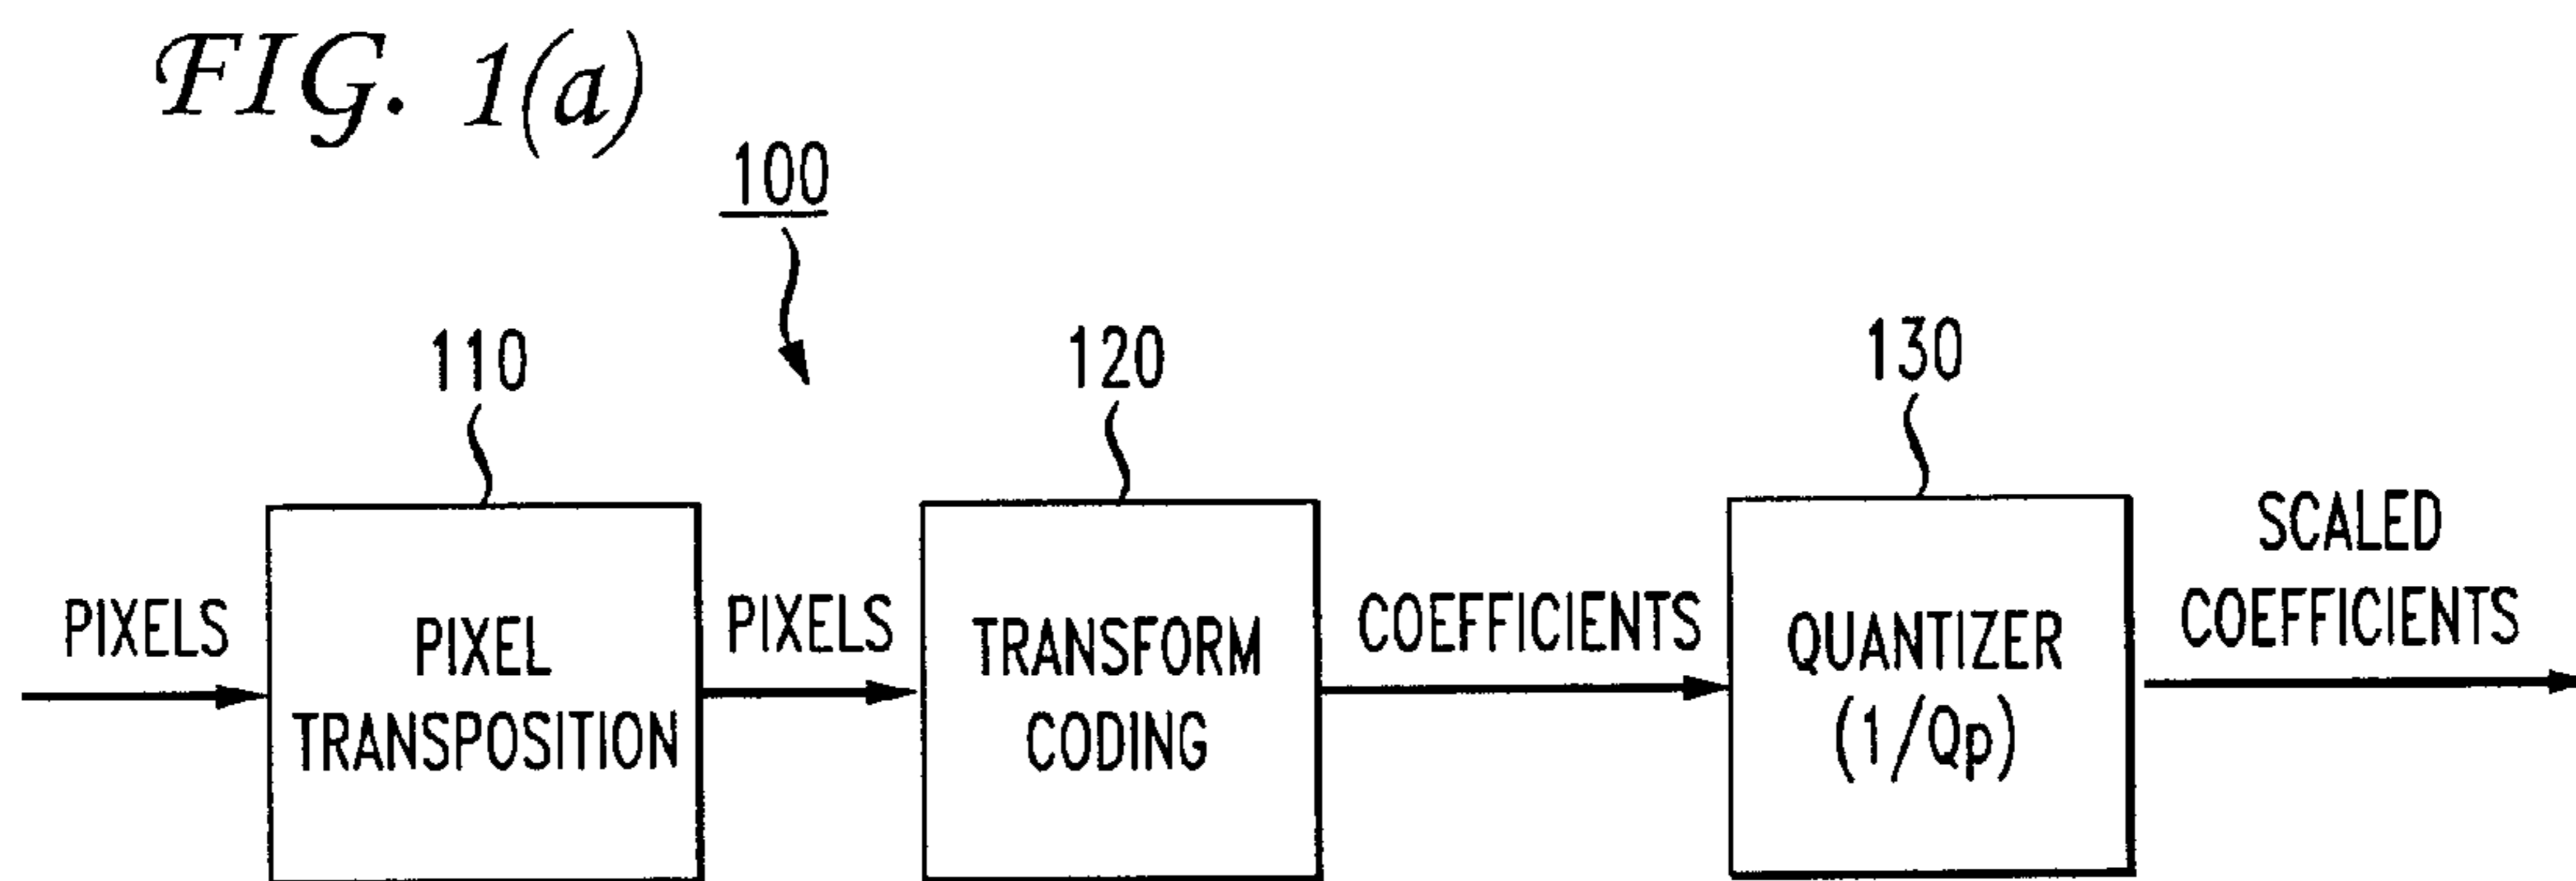 FIG. 1(a)
100
110
120
130
PIXELS
PIXEL
TRANSPOSITION
PIXELS
TRANSFORM
CODING
COEFFICIENTS
QUANTIZER
(1/Qp)
SCALED
COEFFICIENTS